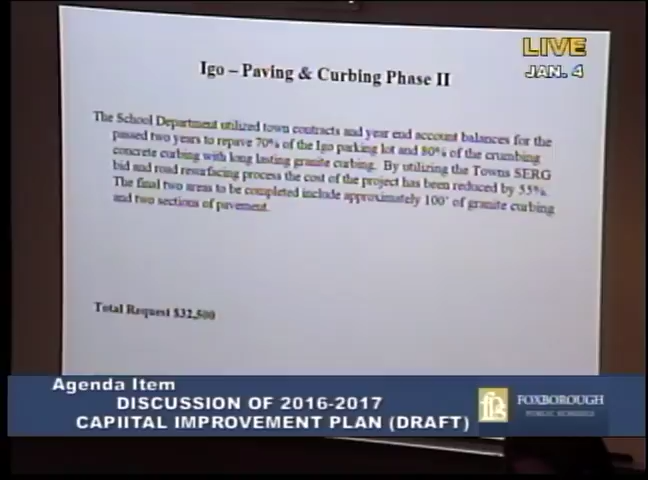 LIVE
JAN. 4
Igo – Paving & Curbing Phase II
The School Department utilized town contracts and year end account balances for the
passed two years to repave 70% of the Igo parking lot and 80% of the crumbing
concrete curbing with long lasting granite curbing. By utilizing the Towns SERG
bid and road resurfacing process the cost of the project has been reduced by 55%.
The final two areas to be completed include approximately 100' of granite curbing
and two sections of pavement.
Total Request $32,500
Agenda Item
DISCUSSION OF 2016-2017
CAPIITAL IMPROVEMENT PLAN (DRAFT)
fps
FOXBOROUGH
PUBLIC SCHOOLS